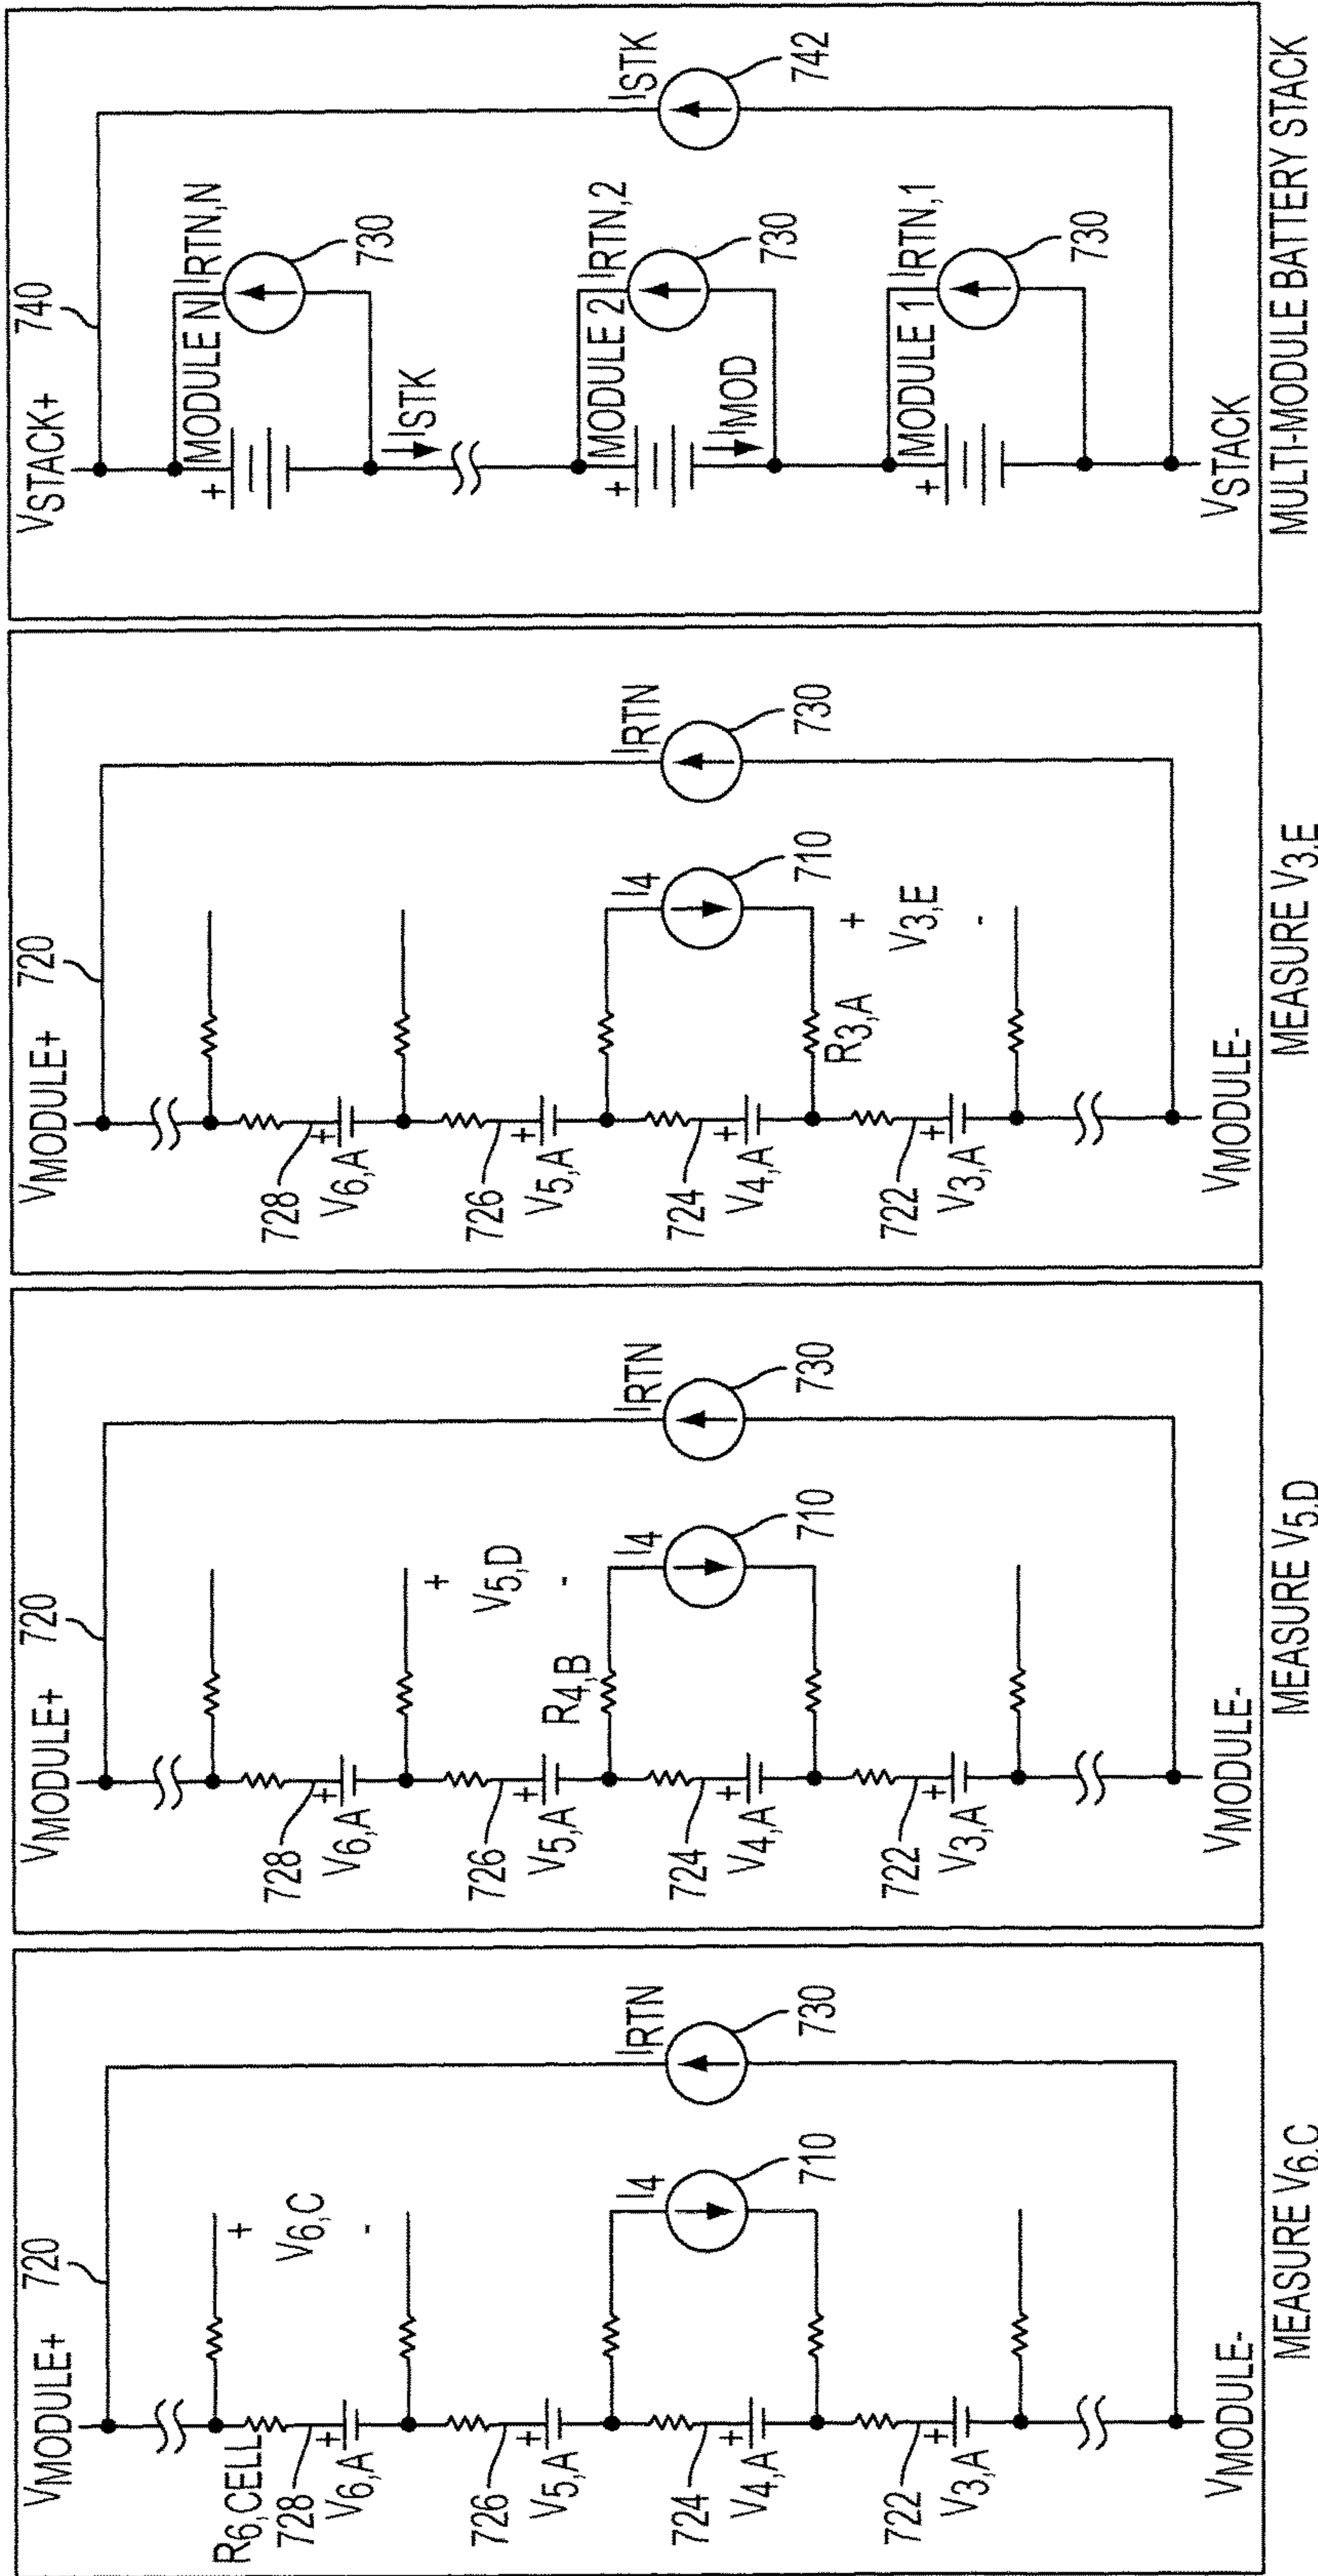 VMODULE+
720
R6,CELL
728
V6,A
+
+
V6,C
-
726
V5,A
+
724
V4,A
+
722
V3,A
+
I4
710
IRTN
730
VMODULE-
MEASURE V6,C
VMODULE+
720
728
V6,A
+
726
V5,A
+
+
V5,D
-
R4,B
724
V4,A
+
722
V3,A
+
I4
710
IRTN
730
VMODULE-
MEASURE V5,D
VMODULE+
720
728
V6,A
+
726
V5,A
+
724
V4,A
+
722
V3,A
+
I4
710
R3,A
+
V3,E
-
IRTN
730
VMODULE-
MEASURE V3,E
VSTACK+
740
MODULE N
IRTN,N
+
730
ISTK
MODULE 2
IRTN,2
+
730
IMOD
MODULE 1
IRTN,1
+
730
ISTK
742
VSTACK
MULTI-MODULE BATTERY STACK